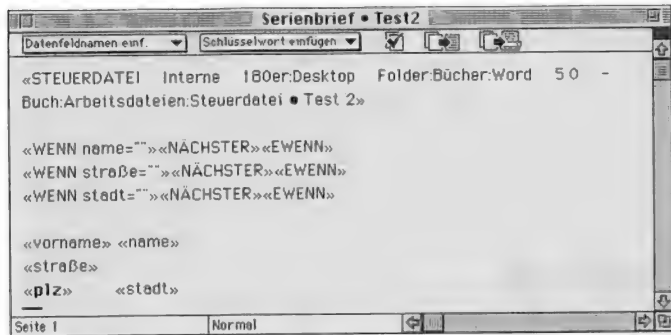 Serienbrief • Test2
Datenfeldnamen einf. Schlüsselwort einfügen
«STEUERDATEI Interne 180er:Desktop Folder:Bücher:Word 5 0 -
Buch:Arbeitsdateien:Steuerdatei • Test 2»
«WENN name=""»«NÄCHSTER»«EWENN»
«WENN straße=""»«NÄCHSTER»«EWENN»
«WENN stadt=""»«NÄCHSTER»«EWENN»
«vorname» «name»
«straße»
«plz» «stadt»
Seite 1 Normal